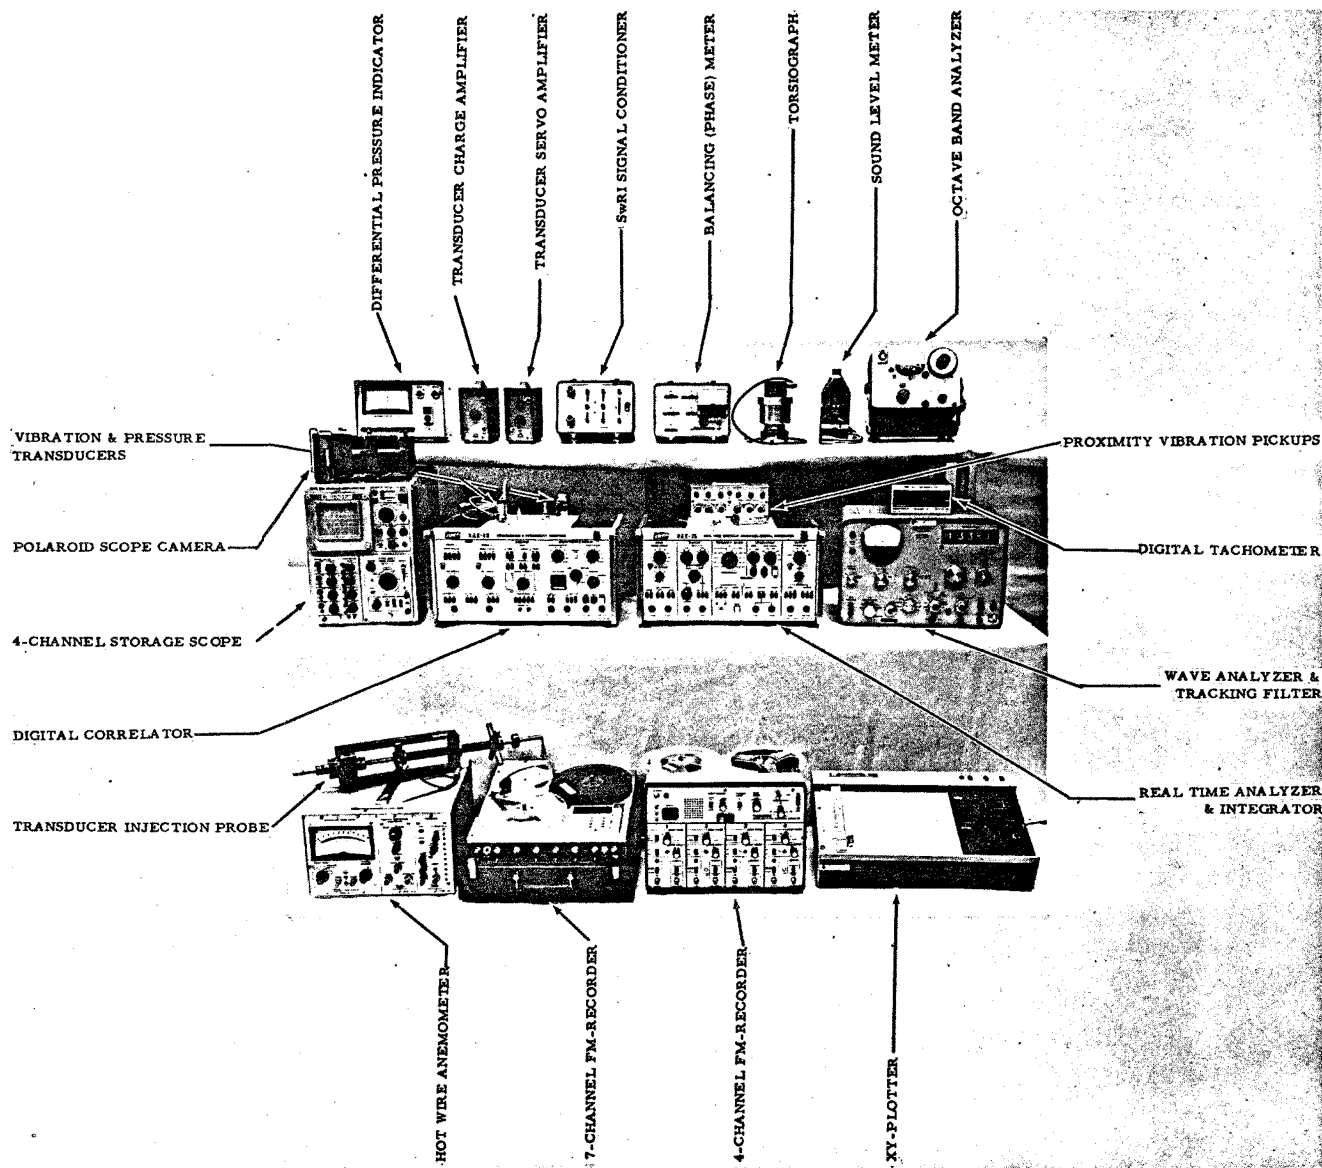 DIFFERENTIAL PRESSURE INDICATOR
TRANSDUCER CHARGE AMPLIFIER
TRANSDUCER SERVO AMPLIFIER
SwRI SIGNAL CONDITIONER
BALANCING (PHASE) METER
TORSIOGRAPH
SOUND LEVEL METER
OCTAVE BAND ANALYZER
VIBRATION & PRESSURE
TRANSDUCERS
POLAROID SCOPE CAMERA
4-CHANNEL STORAGE SCOPE
DIGITAL CORRELATOR
TRANSDUCER INJECTION PROBE
PROXIMITY VIBRATION PICKUPS
DIGITAL TACHOMETER
WAVE ANALYZER &
TRACKING FILTER
REAL TIME ANALYZER
& INTEGRATOR
HOT WIRE ANEMOMETER
7-CHANNEL FM-RECORDER
4-CHANNEL FM-RECORDER
XY-PLOTTER